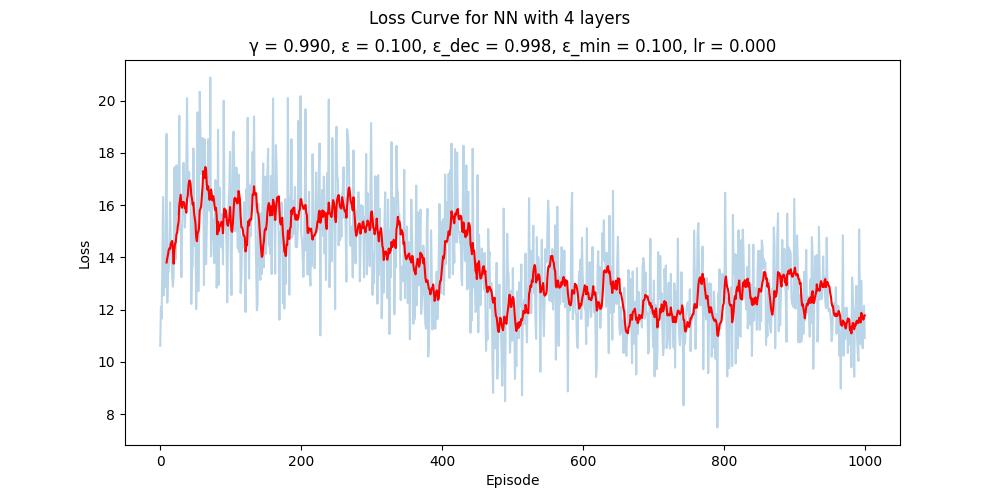 Loss Curve for NN with 4 layers
γ = 0.990, ε = 0.100, ε_dec = 0.998, ε_min = 0.100, lr = 0.000
20
18
16
14
12
10
8
Loss
0 200 400 600 800 1000
Episode